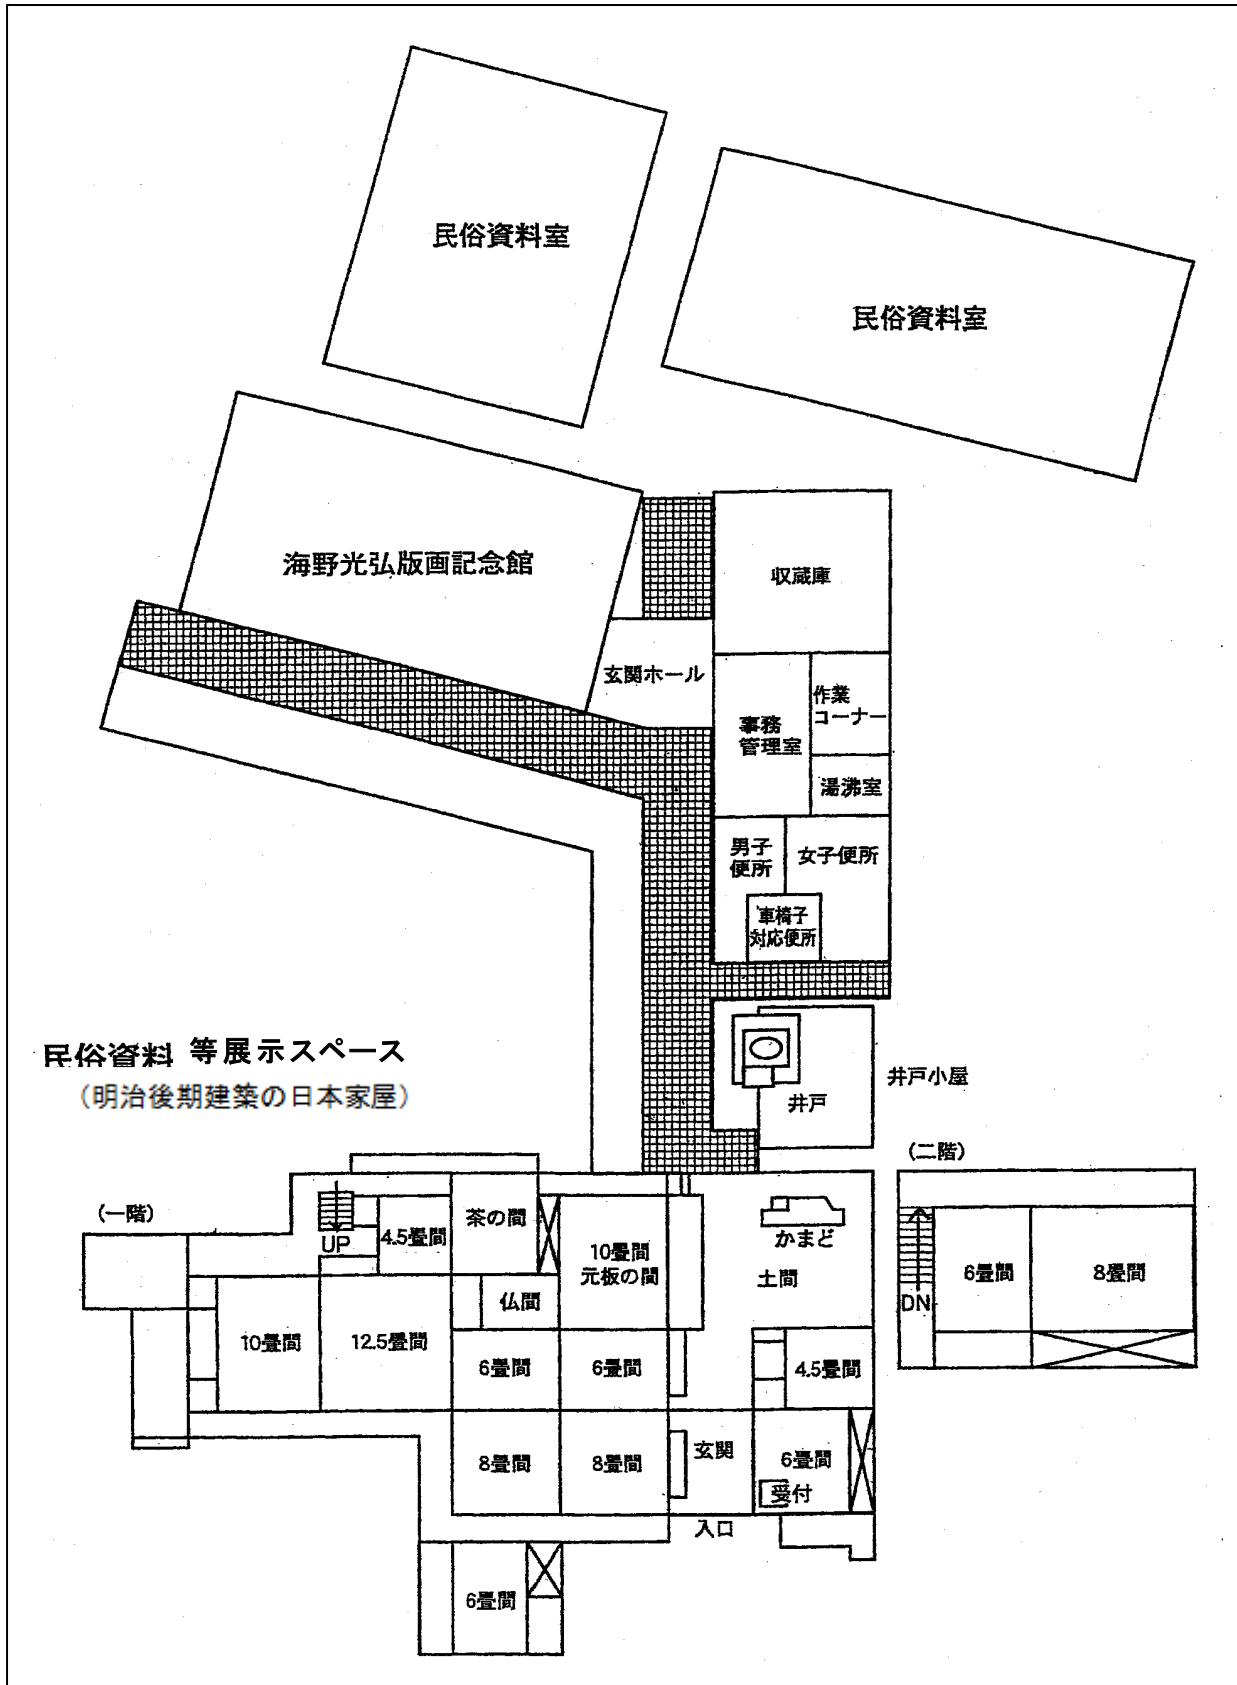 民俗資料室
民俗資料室
海野光弘版画記念館
収蔵庫
玄関ホール
作業
コーナー
事務
管理室
湯沸室
男子
便所
女子便所
車椅子
対応便所
民俗資料 等展示スペース
（明治後期建築の日本家屋）
井戸小屋
井戸
（二階）
（一階）
茶の間
UP
4.5畳間
10畳間
元板の間
かまど
土間
6畳間
8畳間
DN
仏間
10畳間
12.5畳間
6畳間
6畳間
4.5畳間
8畳間
8畳間
玄関
6畳間
受付
入口
6畳間